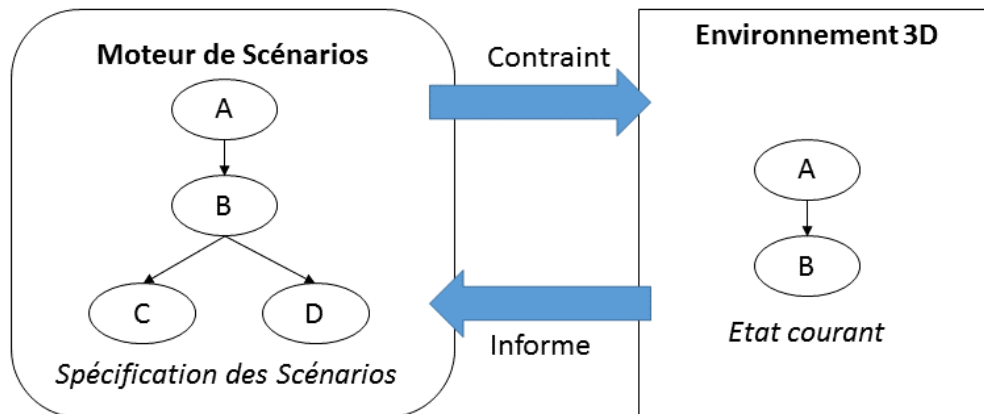 Moteur de Scénarios
A
B
C
D
Spécification des Scénarios
Contraint
Informe
Environnement 3D
A
B
Etat courant